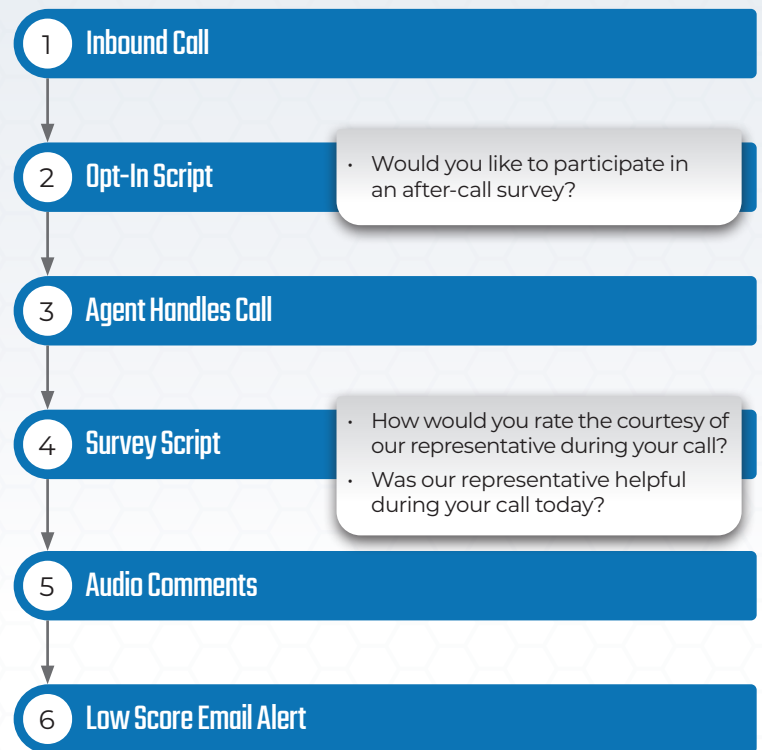 1 Inbound Call
2 Opt-In Script
• Would you like to participate in
an after-call survey?
3 Agent Handles Call
4 Survey Script
• How would you rate the courtesy of
our representative during your call?
• Was our representative helpful
during your call today?
5 Audio Comments
6 Low Score Email Alert